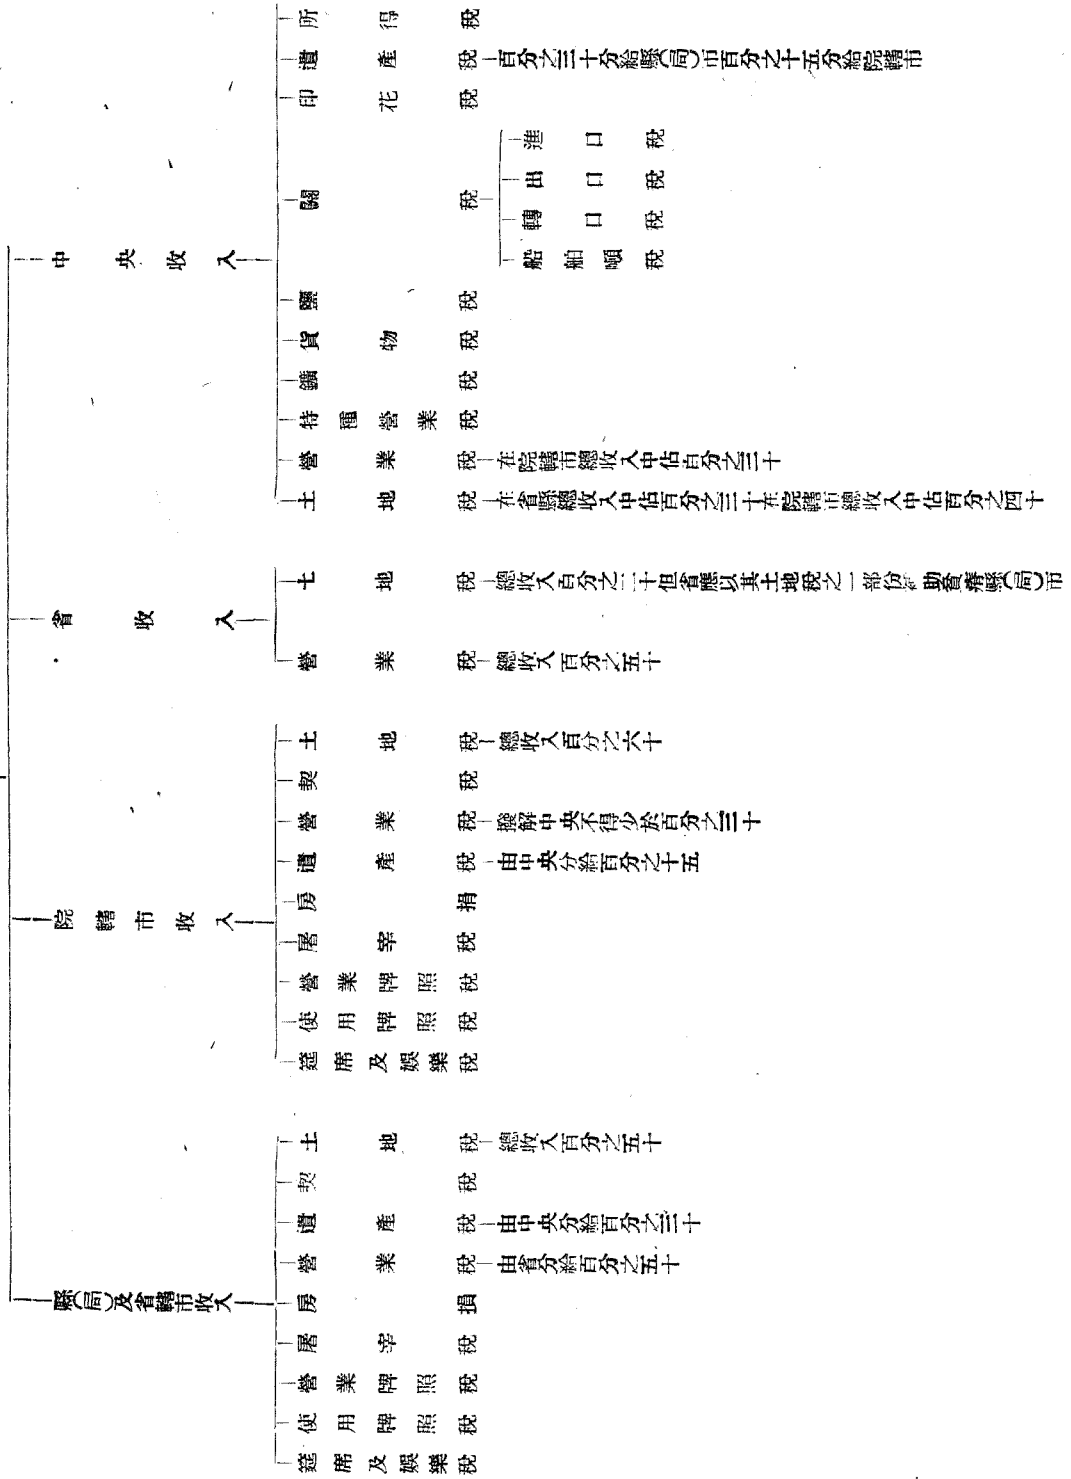 中央收入
所得稅
遺產稅 百分之三十分給縣(局)市百分之十五分給院轄市
印花稅
關稅
進口稅
出口稅
轉口稅
船舶噸稅
鹽稅
貨物稅
鑛稅
特種營業稅
營業稅 在院轄市總收入中佔百分之三十
土地稅 在省縣總收入中佔百分之三十在院轄市總收入中佔百分之四十
省收入
土地稅 總收入百分之二十但省應以其土地稅之一部份 助貧瘠縣(局)市
營業稅 總收入百分之五十
院轄市收入
土地稅 總收入百分之六十
契稅
營業稅 撥解中央不得少於百分之三十
遺產稅 由中央分給百分之十五
房捐
屠宰稅
營業牌照稅
使用牌照稅
筵席及娛樂稅
縣(局)及省轄市收入
土地稅 總收入百分之五十
契稅
遺產稅 由中央分給百分之三十
營業稅 由省分給百分之五十
房捐
屠宰稅
營業牌照稅
使用牌照稅
筵席及娛樂稅